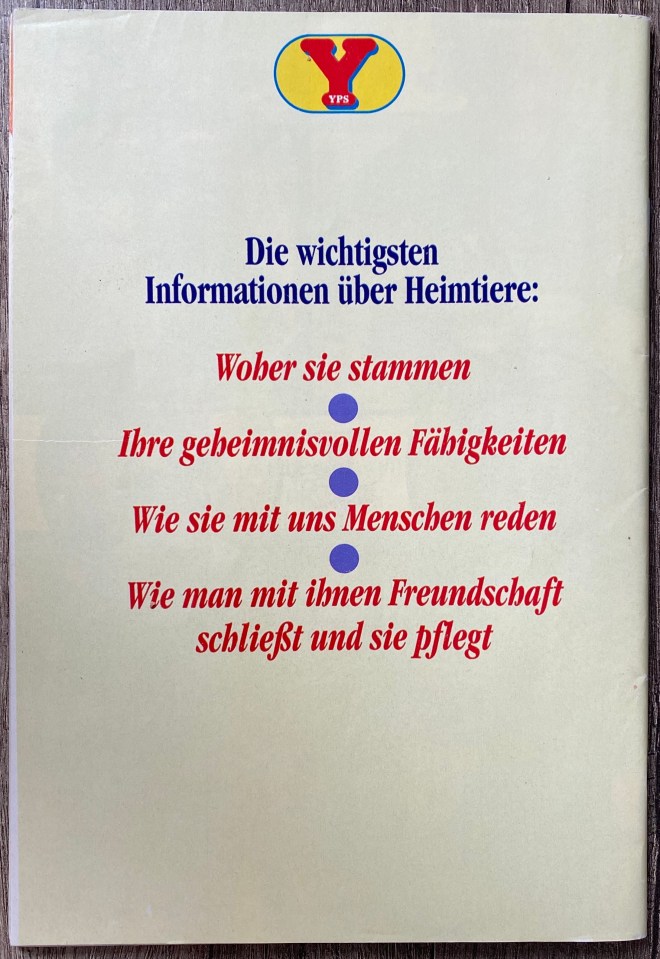 Y
YPS
Die wichtigsten
Informationen über Heimtiere:
Woher sie stammen
Ihre geheimnisvollen Fähigkeiten
Wie sie mit uns Menschen reden
Wie man mit ihnen Freundschaft
schließt und sie pflegt